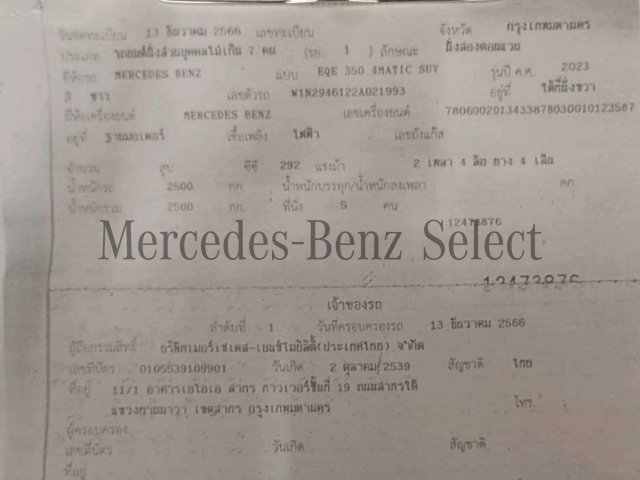 วันจดทะเบียน 13 ธันวาคม 2566 เลขทะเบียน จังหวัด กรุงเทพมหานคร
ประเภท รถยนต์นั่งส่วนบุคคลไม่เกิน 7 คน (รย. 1 ) ลักษณะ นั่งสองตอนแวน
ยี่ห้อรถ MERCEDES BENZ แบบ EQE 350 4MATIC SUV รุ่นปี ค.ศ. 2023
สี ขาว เลขตัวรถ W1N2946122A021993 อยู่ที่ ใต้ที่นั่งขวา
ยี่ห้อเครื่องยนต์ MERCEDES BENZ เลขเครื่องยนต์ 7806002013433878030010123587
อยู่ที่ ฐานมอเตอร์ เชื้อเพลิง ไฟฟ้า เลขถังแก๊ส
จำนวน สูบ ซีซี 292 แรงม้า 2 เพลา 4 ล้อ ยาง 4 เส้น
น้ำหนักรถ 2500 กก. น้ำหนักบรรทุก/น้ำหนักลงเพลา กก.
น้ำหนักรวม 2500 กก. ที่นั่ง 5 คน
12473876
Mercedes-Benz Select
12473876
เจ้าของรถ
ลำดับที่ 1 วันที่ครอบครองรถ 13 ธันวาคม 2566
ผู้ถือกรรมสิทธิ์ บริษัทเมอร์เซเดส-เบนซ์โมบิลิตี้(ประเทศไทย) จำกัด
เลขที่บัตร 0105539109901 วันเกิด 2 ตุลาคม/2539 สัญชาติ ไทย
ที่อยู่ 11/1 อาคารเอไอเอ สาทร ทาวเวอร์ชั้นที่ 19 ถนนสาทรใต้
แขวงยานนาวา เขตสาทร กรุงเทพมหานคร โทร.
ผู้ครอบครอง
เลขที่บัตร วันเกิด สัญชาติ
ที่อยู่